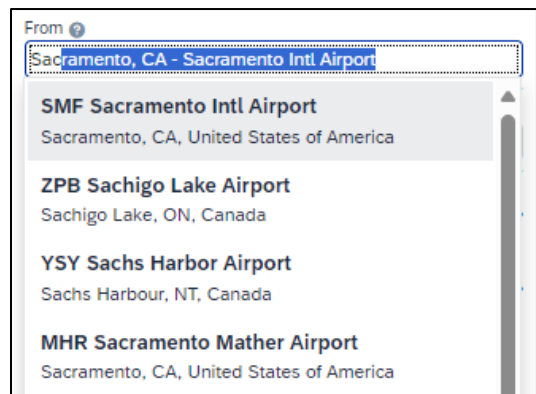 From ?
Sacramento, CA - Sacramento Intl Airport
SMF Sacramento Intl Airport
Sacramento, CA, United States of America
ZPB Sachigo Lake Airport
Sachigo Lake, ON, Canada
YSY Sachs Harbor Airport
Sachs Harbour, NT, Canada
MHR Sacramento Mather Airport
Sacramento, CA, United States of America